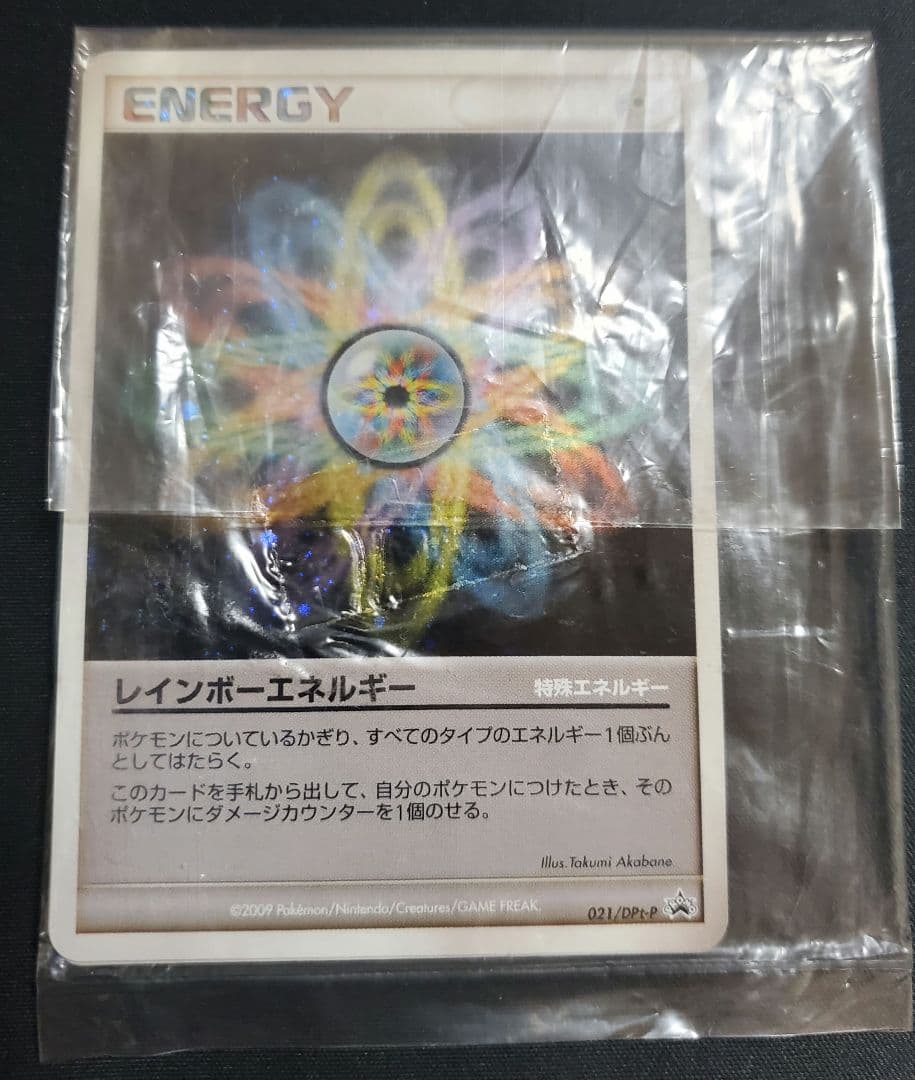 ENERGY
レインボーエネルギー
特殊エネルギー
ポケモンについているかぎり、すべてのタイプのエネルギー1個ぶん
としてはたらく。
このカードを手札から出して、自分のポケモンにつけたとき、その
ポケモンにダメージカウンターを1個のせる。
Illus.Takumi Akabane
©2009 Pokémon/Nintendo/Creatures/GAME FREAK.
021/DPt-P